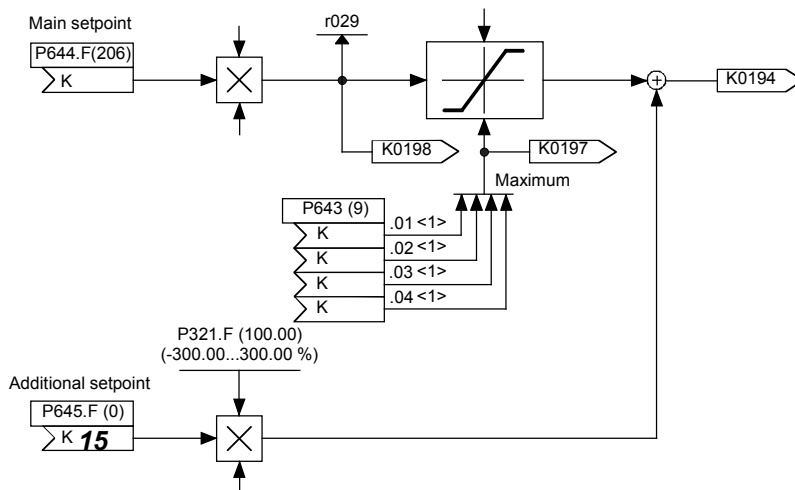 Main setpoint
r029
P644.F(206)
K
K0194
K0198
K0197
Maximum
P643 (9)
K
.01 <1>
K
.02 <1>
K
.03 <1>
K
.04 <1>
P321.F (100.00)
(-300.00...300.00 %)
Additional setpoint
P645.F (0)
K 15